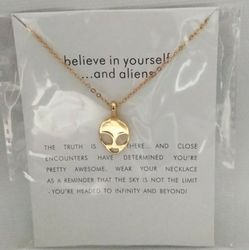 believe in yourself
...and aliens
THE TRUTH IS THERE... AND CLOSE
ENCOUNTERS HAVE DETERMINED YOU'RE
PRETTY AWESOME. WEAR YOUR NECKLACE
AS A REMINDER THAT THE SKY IS NOT THE LIMIT
- YOU'RE HEADED TO INFINITY AND BEYOND!